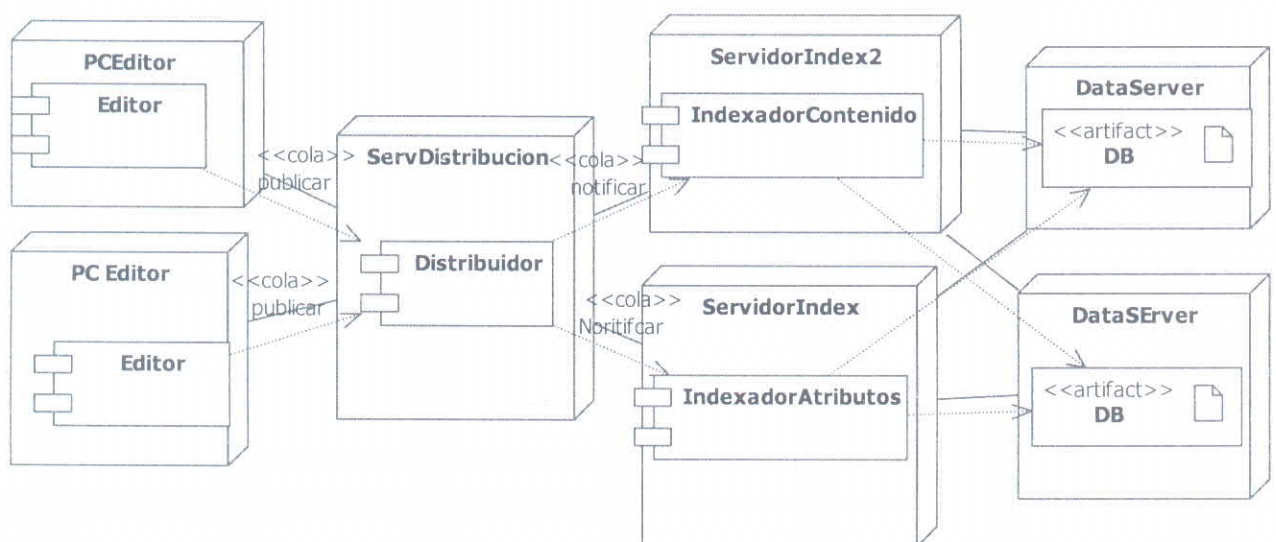 PCEditor
Editor
<<cola>>
publicar
PC Editor
Editor
<<cola>>
publicar
ServDistribucion
Distribuidor
<<cola>>
notificar
<<cola>>
Noritifcar
ServidorIndex2
IndexadorContenido
ServidorIndex
IndexadorAtributos
DataServer
<<artifact>>
DB
DataSErver
<<artifact>>
DB